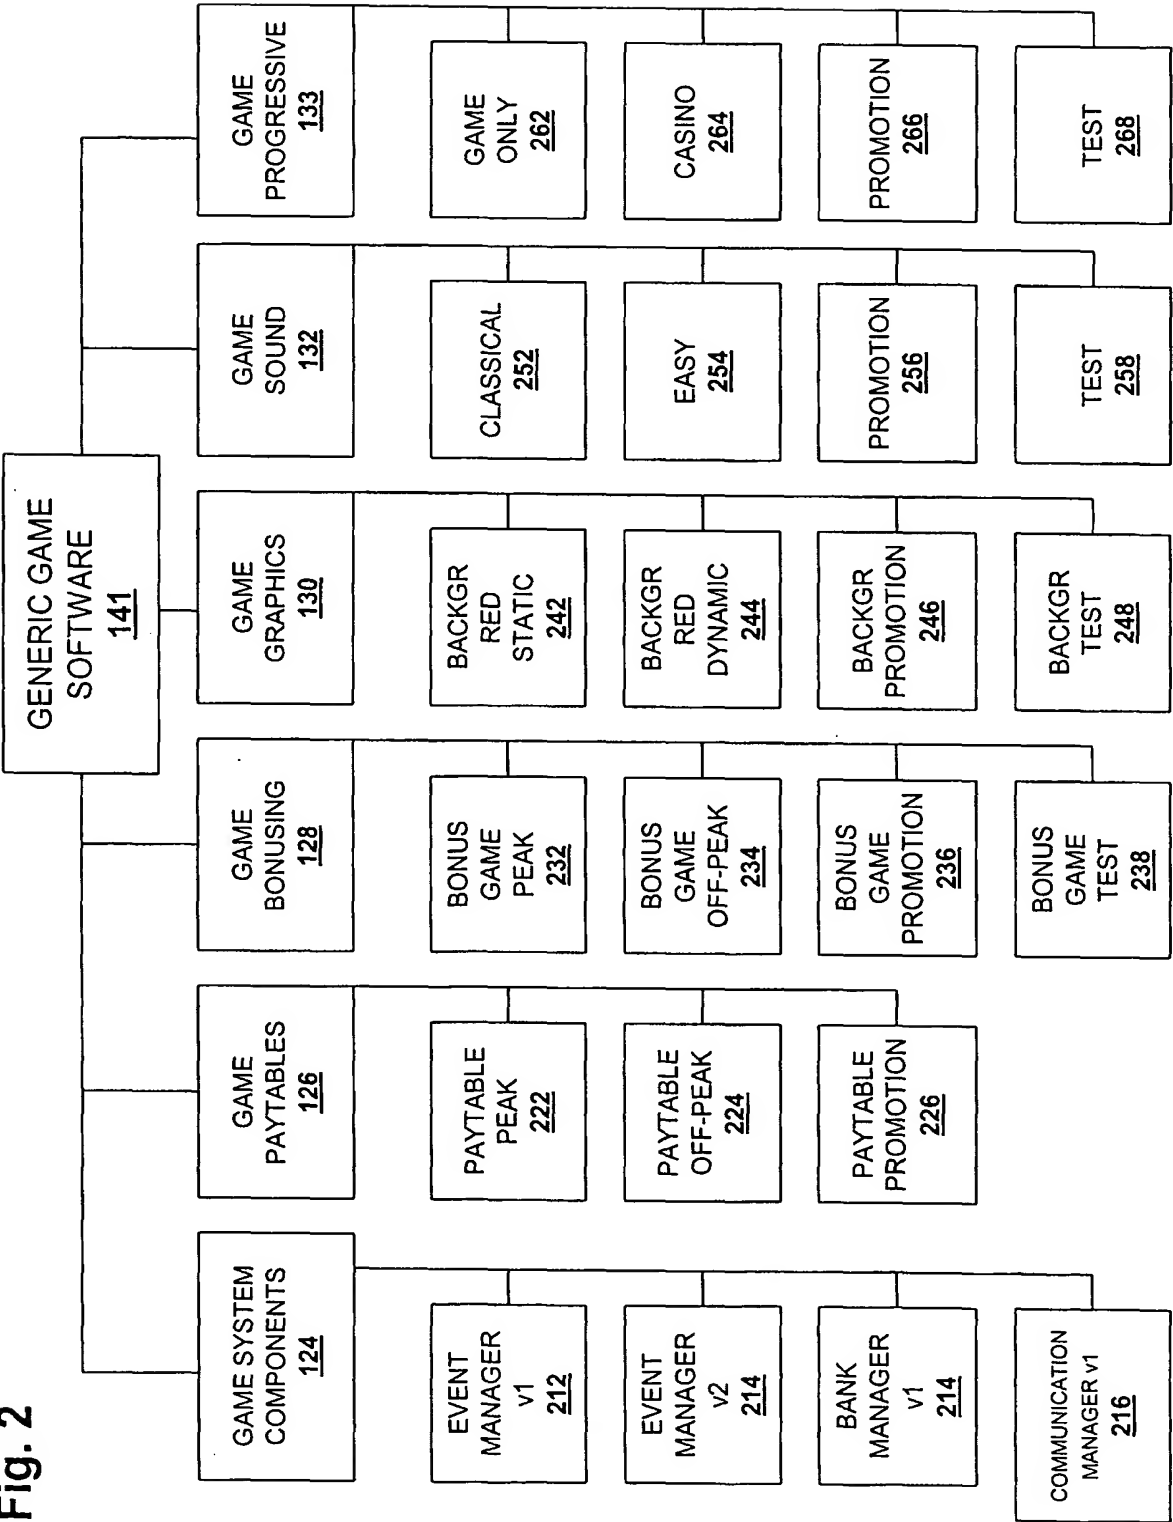 Fig. 2
GENERIC GAME
SOFTWARE
141
GAME SYSTEM
COMPONENTS
124
EVENT
MANAGER
v1
212
EVENT
MANAGER
v2
214
BANK
MANAGER
v1
214
COMMUNICATION
MANAGER v1
216
GAME
PAYTABLES
126
PAYTABLE
PEAK
222
PAYTABLE
OFF-PEAK
224
PAYTABLE
PROMOTION
226
GAME
BONUSING
128
BONUS
GAME
PEAK
232
BONUS
GAME
OFF-PEAK
234
BONUS
GAME
PROMOTION
236
BONUS
GAME
TEST
238
GAME
GRAPHICS
130
BACKGR
RED
STATIC
242
BACKGR
RED
DYNAMIC
244
BACKGR
PROMOTION
246
BACKGR
TEST
248
GAME
SOUND
132
CLASSICAL
252
EASY
254
PROMOTION
256
TEST
258
GAME
PROGRESSIVE
133
GAME
ONLY
262
CASINO
264
PROMOTION
266
TEST
268